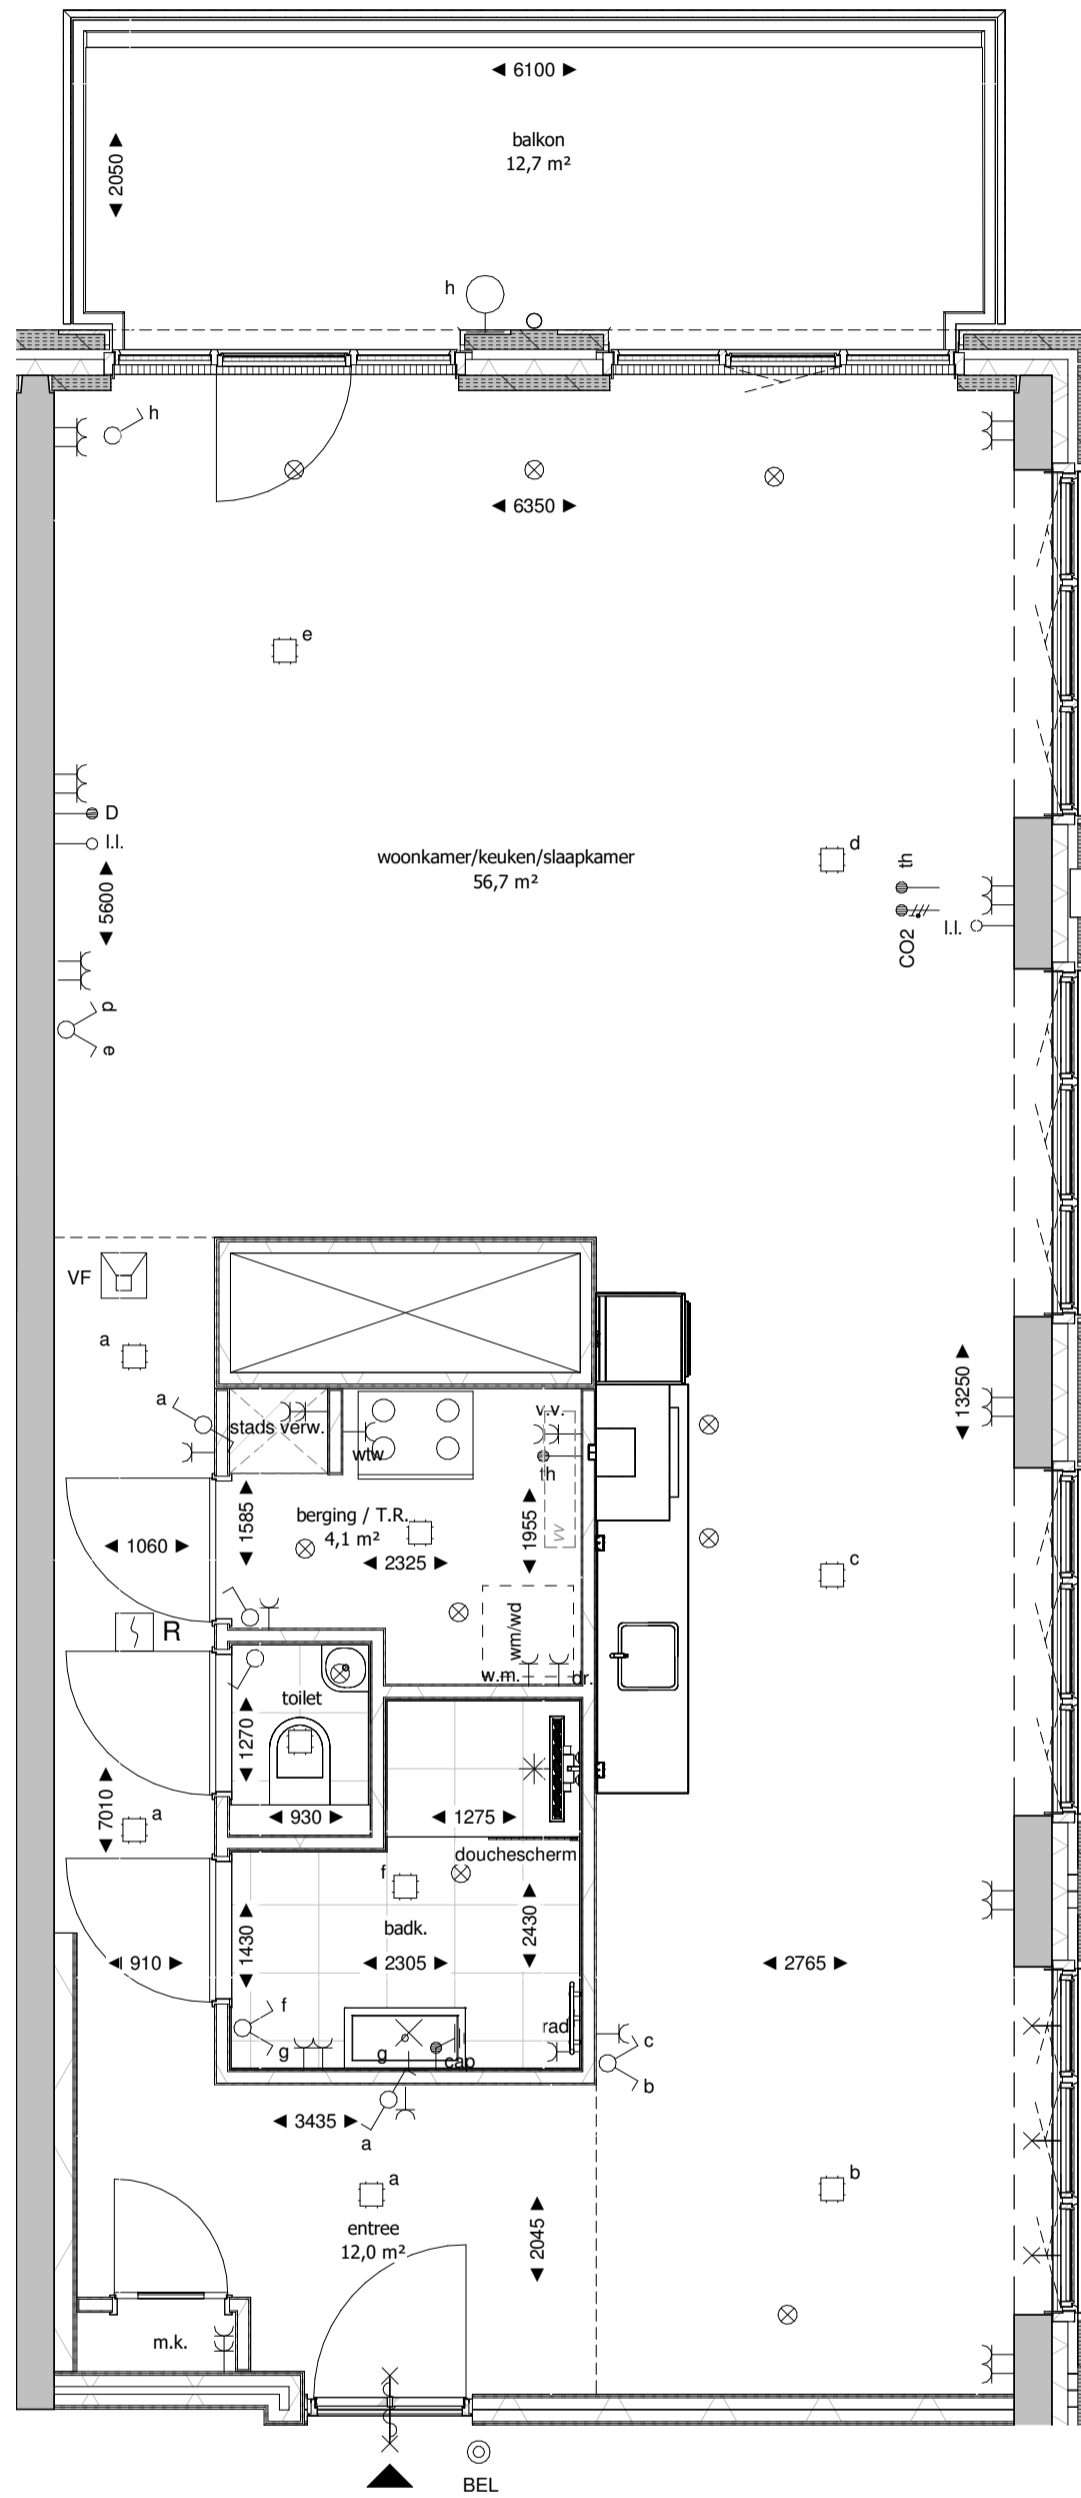 ◄ 6100 ►
balkon
12,7 m²
◄ 2050 ►
h
h
◄ 6350 ►
e
D
l.l.
woonkamer/keuken/slaapkamer
56,7 m²
d
th
CO2
l.l.
◄ 5600 ►
d
e
VF
a
a
stads verw.
wtw
v.v.
th
vv
◄ 13250 ►
◄ 1585 ►
berging / T.R.
4,1 m²
◄ 1955 ►
◄ 1060 ►
◄ 2325 ►
c
R
wm/wd
w.m.
dr.
toilet
◄ 1270 ►
◄ 7010 ►
a
◄ 930 ►
◄ 1275 ►
douchescherm
f
badk.
◄ 1430 ►
◄ 2430 ►
◄ 910 ►
◄ 2305 ►
◄ 2765 ►
f
g
g
cap
rad
c
b
◄ 3435 ►
a
a
b
entree
12,0 m²
◄ 2045 ►
m.k.
BEL